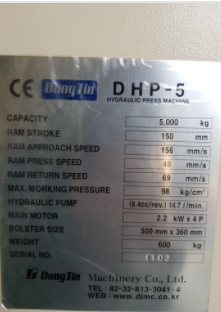 CE DongJin DHP-5
HYDRAULIC PRESS MACHINE
CAPACITY 5,000 kg
RAM STROKE 150 mm
RAM APPROACH SPEED 156 mm/s
RAM PRESS SPEED 48 mm/s
RAM RETURN SPEED 69 mm/s
MAX. WORKING PRESSURE 98 kg/cm²
HYDRAULIC PUMP (8.4cc/rev.) 14.7 ℓ/min.
MAIN MOTOR 2.2 kW x 4 P
BOLSTER SIZE 500 mm x 360 mm
WEIGHT 600 kg
SERIAL NO.
DongJin Machinery Co., Ltd.
TEL : 82-32-813-3041~4
WEB : www.djmc.co.kr